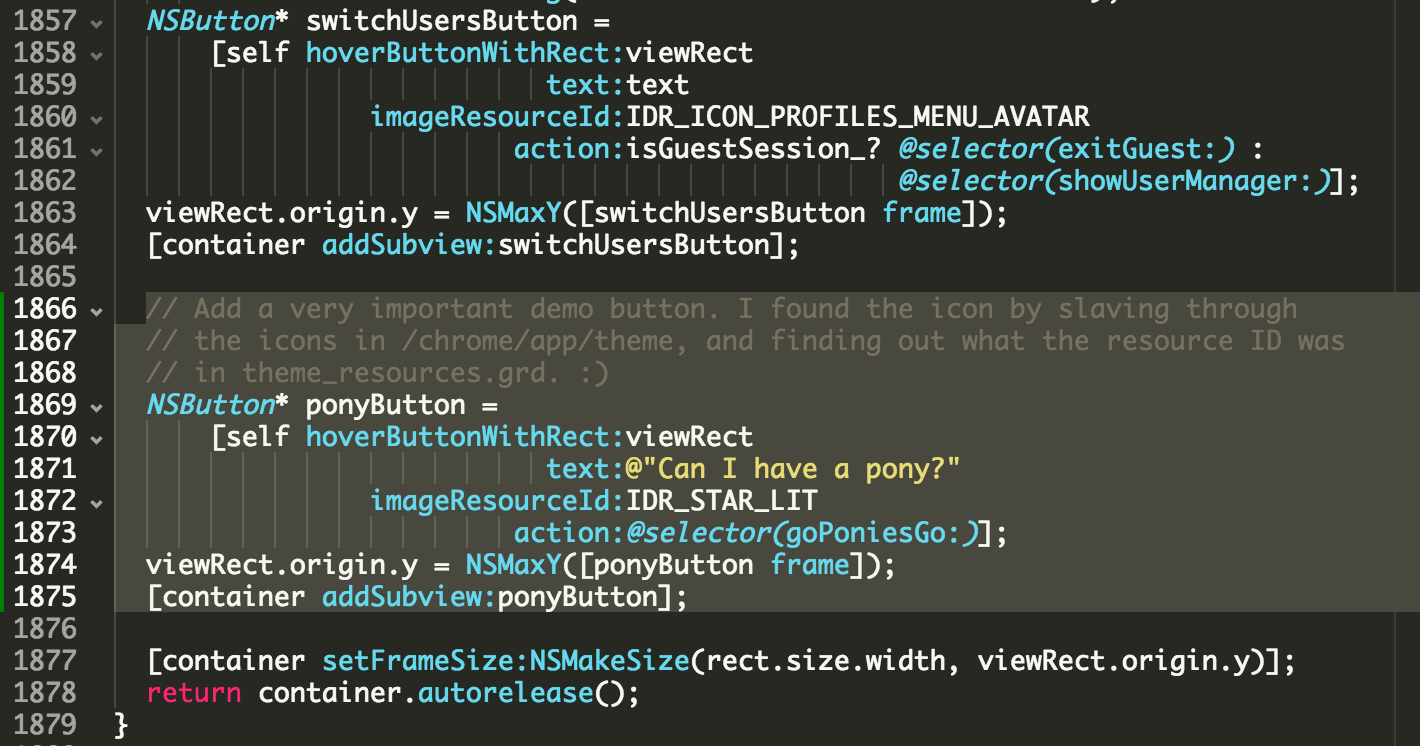 1857 NSButton* switchUsersButton =
1858 [self hoverButtonWithRect:viewRect
1859 text:text
1860 imageResourceId:IDR_ICON_PROFILES_MENU_AVATAR
1861 action:isGuestSession_? @selector(exitGuest:) :
1862 @selector(showUserManager:)];
1863 viewRect.origin.y = NSMaxY([switchUsersButton frame]);
1864 [container addSubview:switchUsersButton];
1865
1866 // Add a very important demo button. I found the icon by slaving through
1867 // the icons in /chrome/app/theme, and finding out what the resource ID was
1868 // in theme_resources.grd. :)
1869 NSButton* ponyButton =
1870 [self hoverButtonWithRect:viewRect
1871 text:@"Can I have a pony?"
1872 imageResourceId:IDR_STAR_LIT
1873 action:@selector(goPoniesGo:)];
1874 viewRect.origin.y = NSMaxY([ponyButton frame]);
1875 [container addSubview:ponyButton];
1876
1877 [container setFrameSize:NSMakeSize(rect.size.width, viewRect.origin.y)];
1878 return container.autorelease();
1879 }